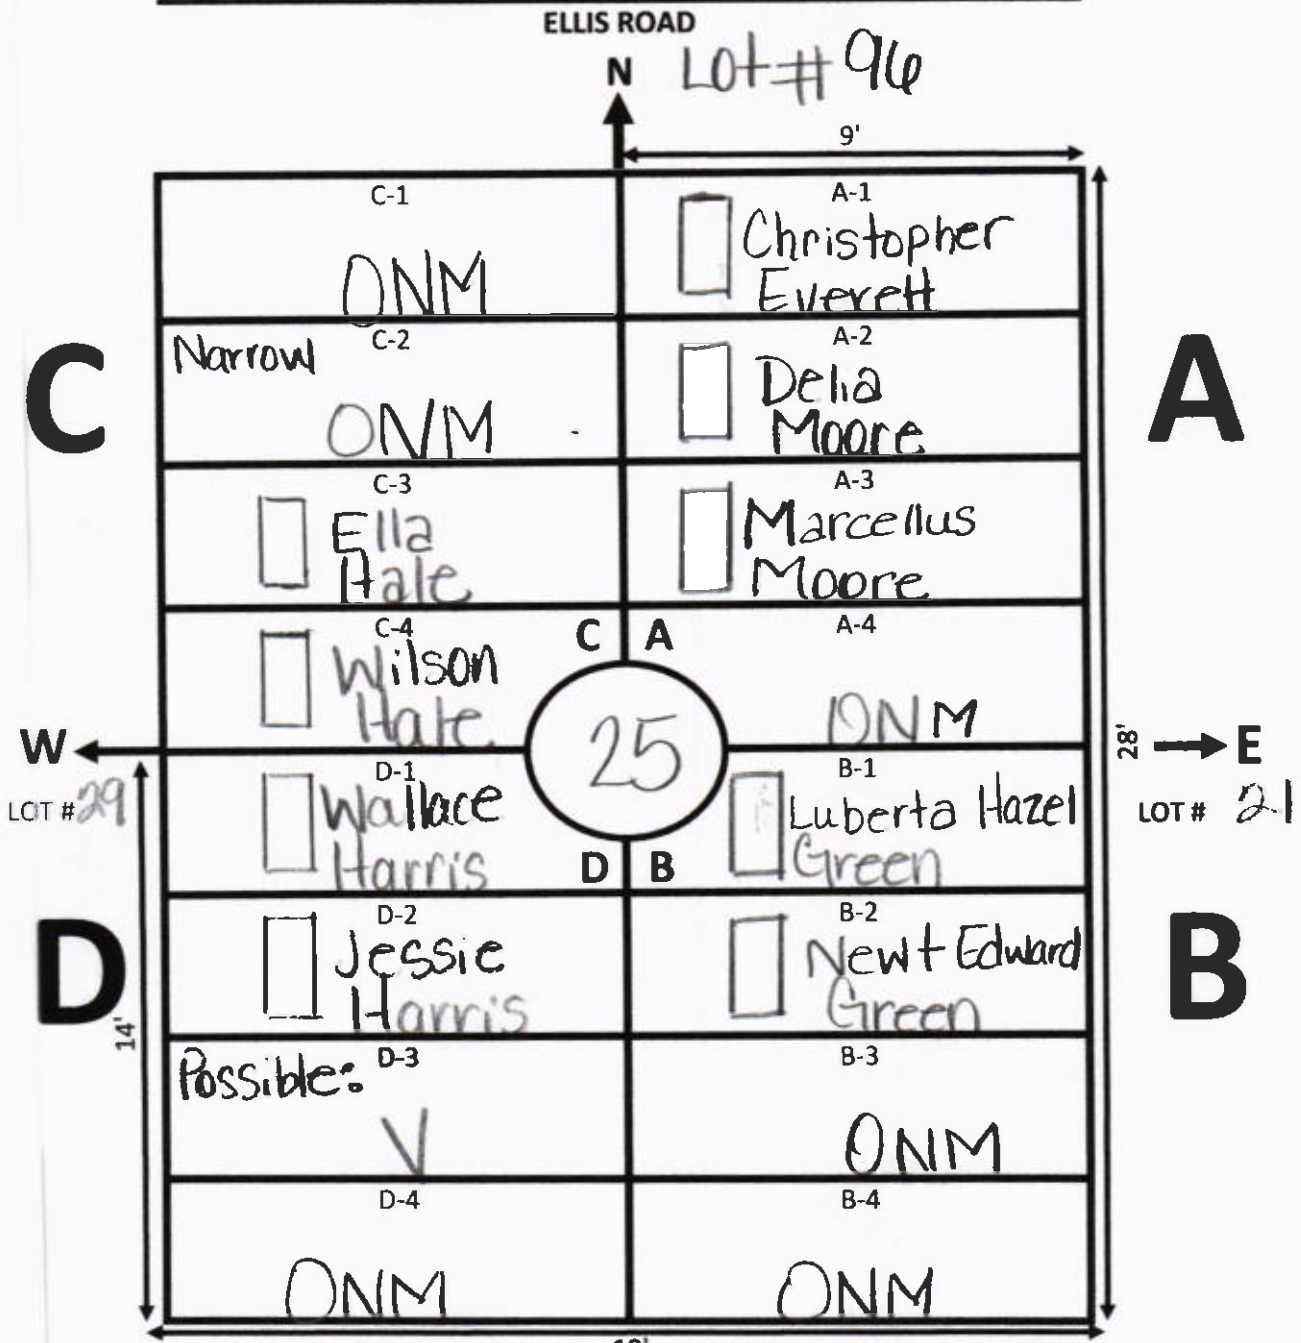 ELLIS ROAD
N Lot # 96
9'
C-1
ONM
A-1
Christopher
Everett
C
Narrow C-2
ONM
A-2
Delia
Moore
A
C-3
Ella
Hale
A-3
Marcellus
Moore
C-4
Wilson
Hale
C A
A-4
ONM
W
25
28'
E
LOT # 29
LOT # 21
D-1
Wallace
Harris
D B
B-1
Luberta Hazel
Green
D
14'
D-2
Jessie
Harris
B-2
Newt Edward
Green
B
Possible: D-3
V
B-3
ONM
D-4
ONM
B-4
ONM